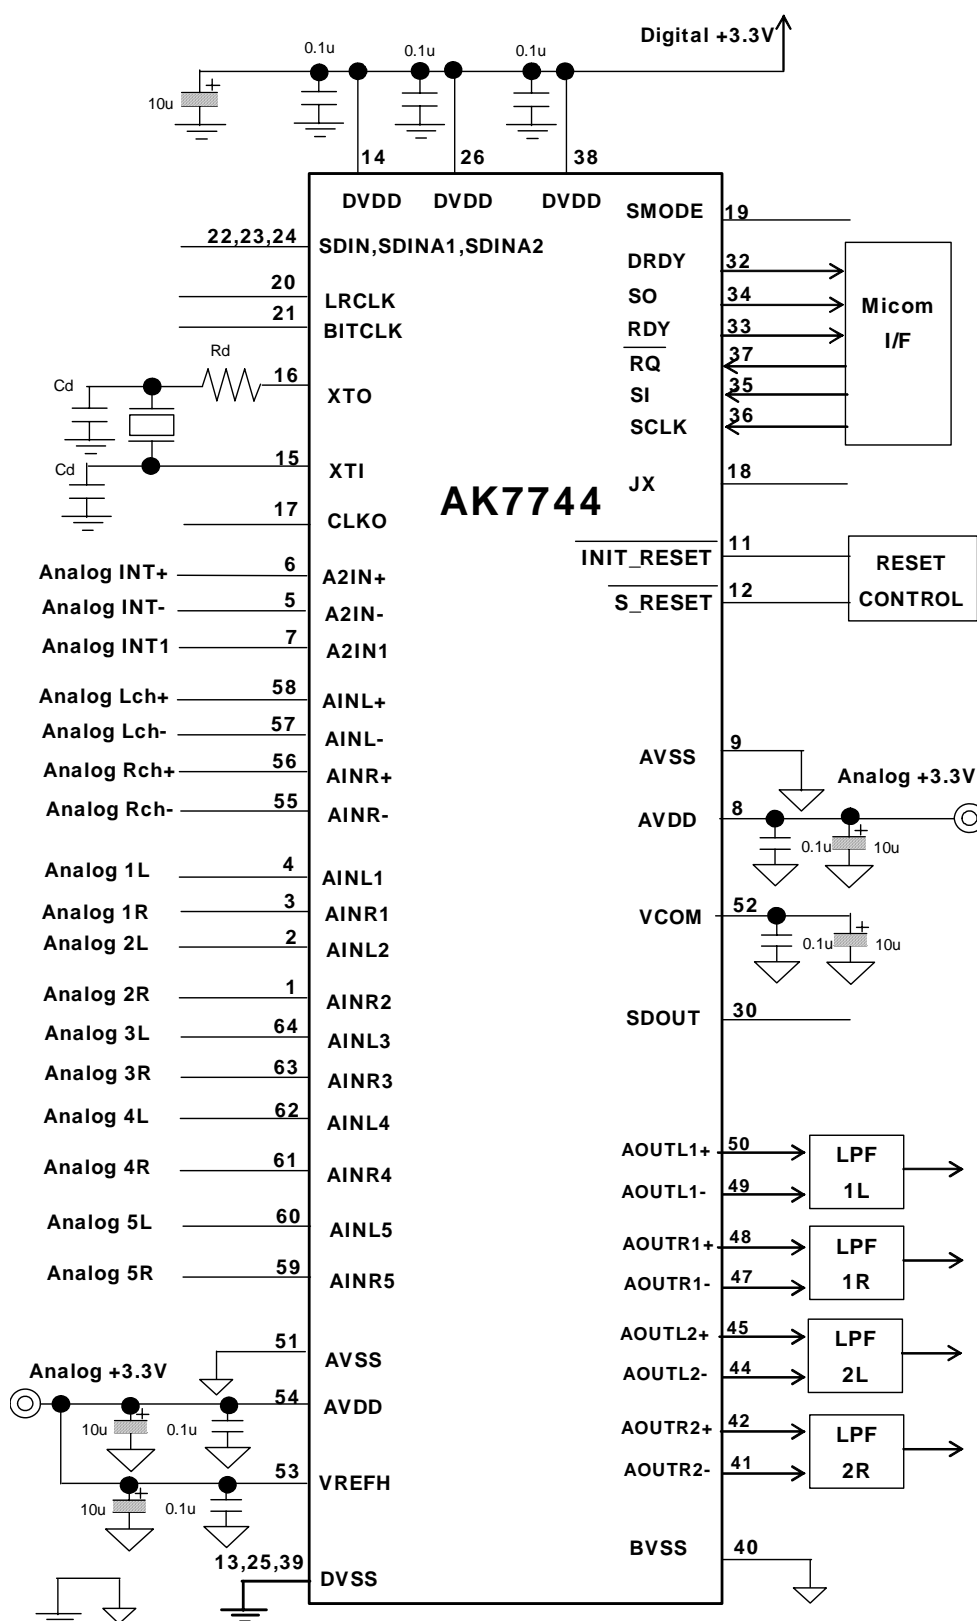 Digital +3.3V
0.1u 0.1u 0.1u
+
10u
14 26 38
DVDD DVDD DVDD
SMODE 19
22,23,24 SDIN,SDINA1,SDINA2
DRDY 32
20 LRCLK
SO 34
Micom
I/F
21 BITCLK
RDY 33
Rd
16 XTO
RQ 37
Cd
SI 35
SCLK 36
15 XTI
Cd
JX 18
17 CLKO
AK7744
INIT_RESET 11
RESET
CONTROL
Analog INT+ 6 A2IN+
S_RESET 12
Analog INT- 5 A2IN-
Analog INT1 7 A2IN1
Analog Lch+ 58 AINL+
Analog Lch- 57 AINL-
AVSS 9
Analog Rch+ 56 AINR+
Analog +3.3V
Analog Rch- 55 AINR-
AVDD 8
+
0.1u 10u
Analog 1L 4 AINL1
Analog 1R 3 AINR1
VCOM 52
+
Analog 2L 2 AINL2
0.1u 10u
Analog 2R 1 AINR2
SDOUT 30
Analog 3L 64 AINL3
Analog 3R 63 AINR3
Analog 4L 62 AINL4
AOUTL1+ 50
LPF
1L
Analog 4R 61 AINR4
AOUTL1- 49
Analog 5L 60 AINL5
AOUTR1+ 48
LPF
1R
Analog 5R 59 AINR5
AOUTR1- 47
51 AVSS
AOUTL2+ 45
LPF
2L
Analog +3.3V
AOUTL2- 44
54 AVDD
+
10u 0.1u
AOUTR2+ 42
LPF
2R
53 VREFH
AOUTR2- 41
+
10u 0.1u
BVSS 40
13,25,39 DVSS